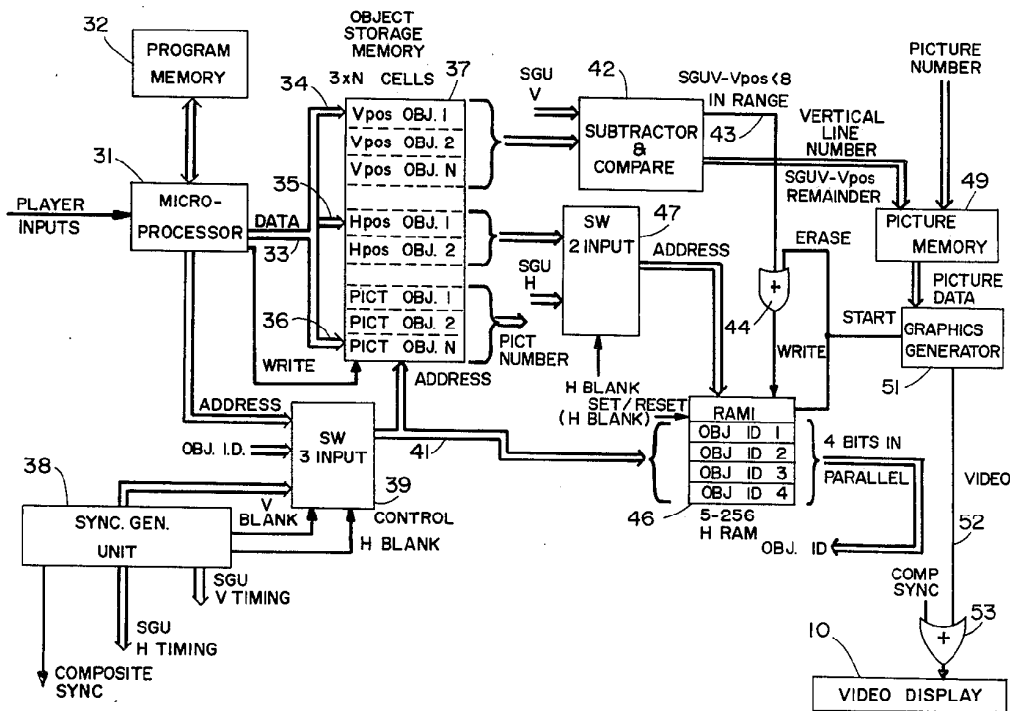 OBJECT
STORAGE
MEMORY
3xN CELLS
32
PROGRAM
MEMORY
31
MICRO-
PROCESSOR
PLAYER
INPUTS
DATA
33
34
35
36
37
Vpos OBJ. 1
Vpos OBJ. 2
Vpos OBJ. N
Hpos OBJ. 1
Hpos OBJ. 2
PICT OBJ. 1
PICT OBJ. 2
PICT OBJ. N
PICT
NUMBER
WRITE
ADDRESS
ADDRESS
SGU
V
42
SUBTRACTOR
&
COMPARE
SGUV-Vpos<8
IN RANGE
43
VERTICAL
LINE
NUMBER
SGUV-Vpos
REMAINDER
PICTURE
NUMBER
49
PICTURE
MEMORY
PICTURE
DATA
SW
2 INPUT
47
SGU
H
ADDRESS
H BLANK
ERASE
+
44
WRITE
START
GRAPHICS
GENERATOR
51
SET/RESET
(H BLANK)
RAM1
OBJ ID 1
OBJ ID 2
OBJ ID 3
OBJ ID 4
46
5-256
H RAM
4 BITS IN
PARALLEL
OBJ. ID
VIDEO
52
OBJ. I.D.
SW
3 INPUT
39
41
CONTROL
V
BLANK
H BLANK
38
SYNC. GEN.
UNIT
SGU
V TIMING
SGU
H TIMING
COMPOSITE
SYNC
COMP
SYNC
+
53
10
VIDEO DISPLAY